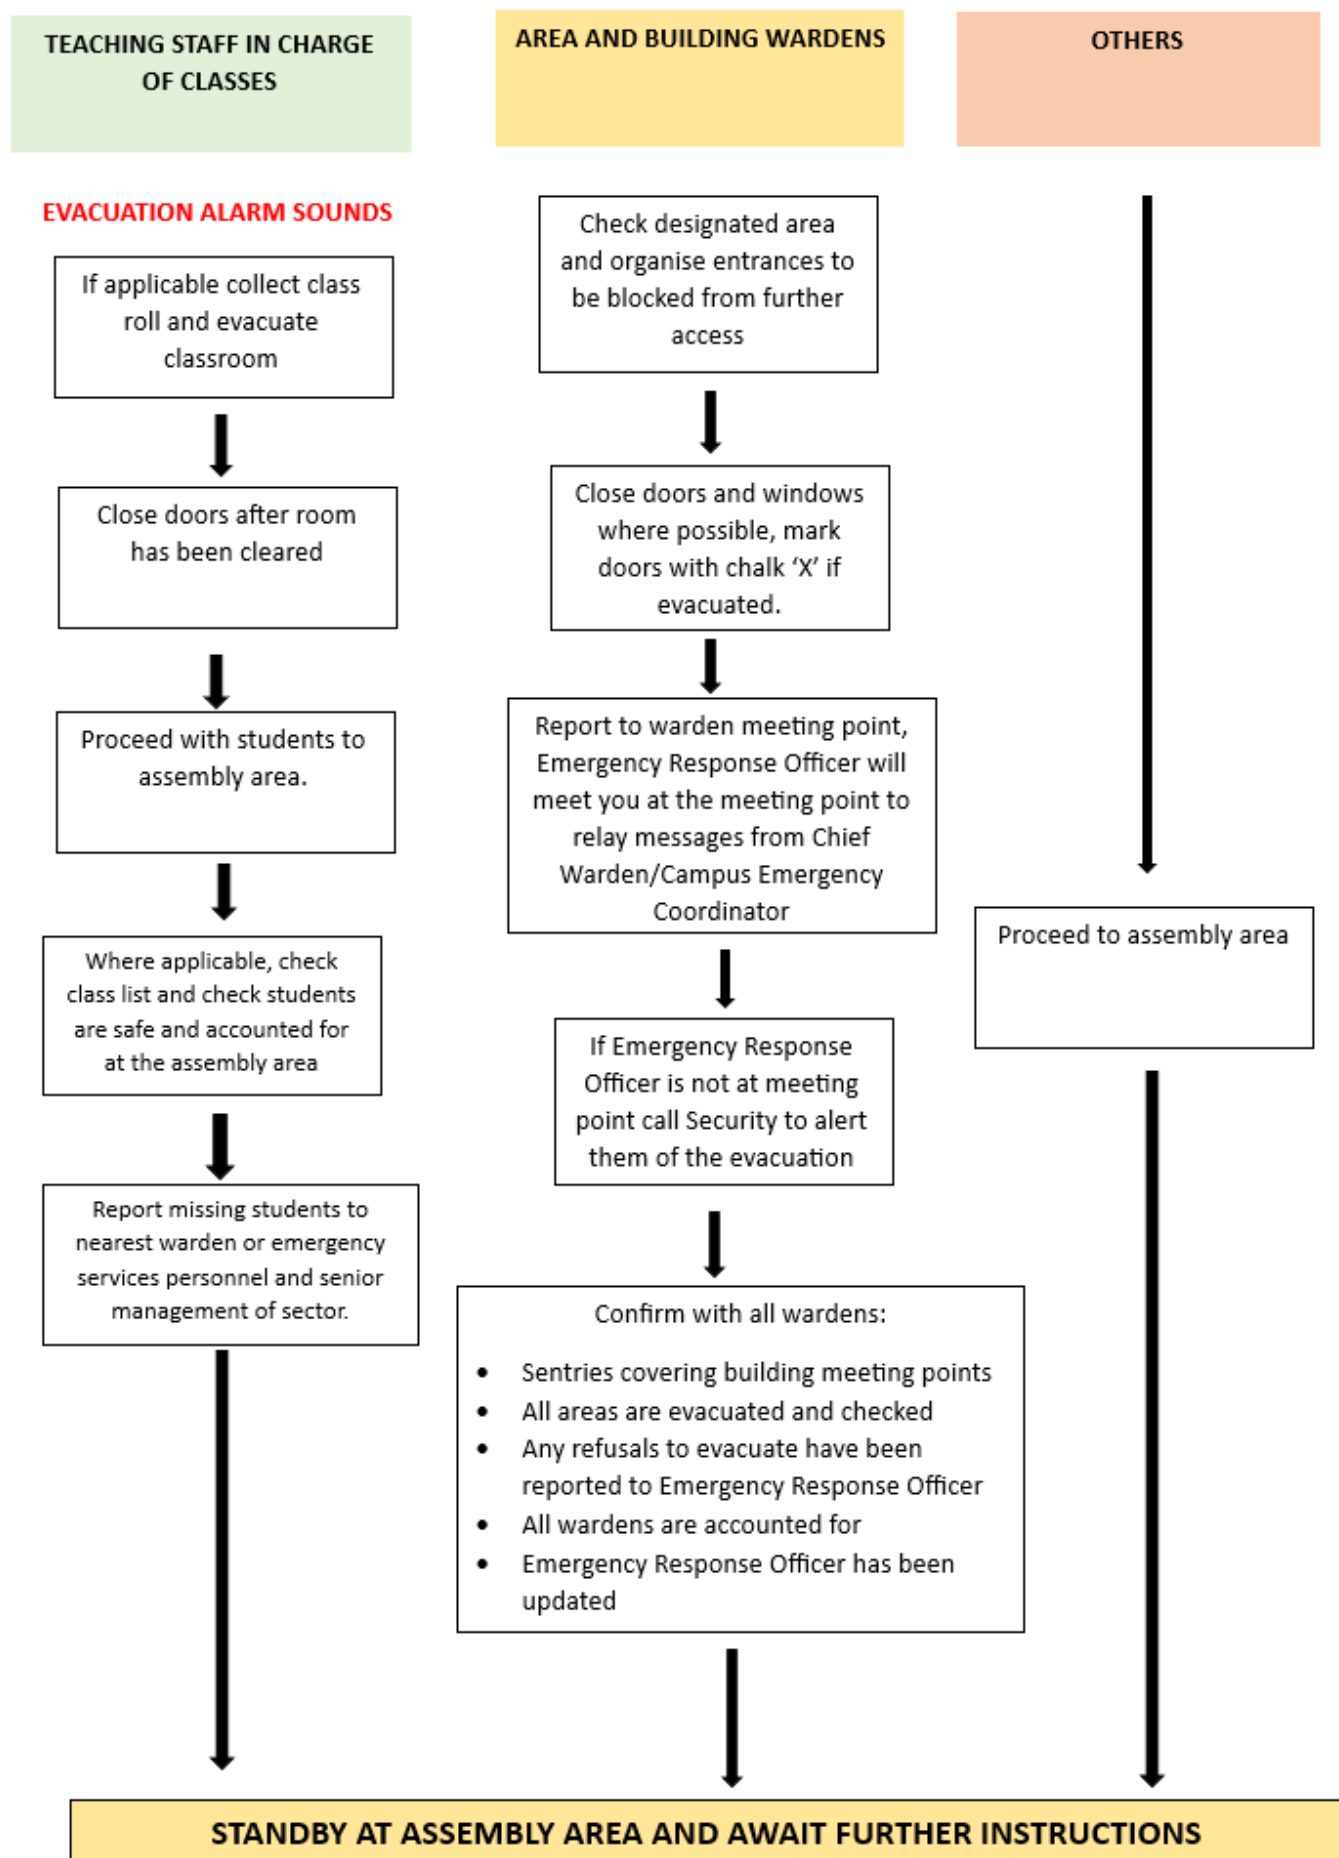 TEACHING STAFF IN CHARGE
OF CLASSES
EVACUATION ALARM SOUNDS
If applicable collect class
roll and evacuate
classroom
Close doors after room
has been cleared
Proceed with students to
assembly area.
Where applicable, check
class list and check students
are safe and accounted for
at the assembly area
Report missing students to
nearest warden or emergency
services personnel and senior
management of sector.
AREA AND BUILDING WARDENS
Check designated area
and organise entrances to
be blocked from further
access
Close doors and windows
where possible, mark
doors with chalk ‘X’ if
evacuated.
Report to warden meeting point,
Emergency Response Officer will
meet you at the meeting point to
relay messages from Chief
Warden/Campus Emergency
Coordinator
If Emergency Response
Officer is not at meeting
point call Security to alert
them of the evacuation
Confirm with all wardens:
• Sentries covering building meeting points
• All areas are evacuated and checked
• Any refusals to evacuate have been
reported to Emergency Response Officer
• All wardens are accounted for
• Emergency Response Officer has been
updated
OTHERS
Proceed to assembly area
STANDBY AT ASSEMBLY AREA AND AWAIT FURTHER INSTRUCTIONS